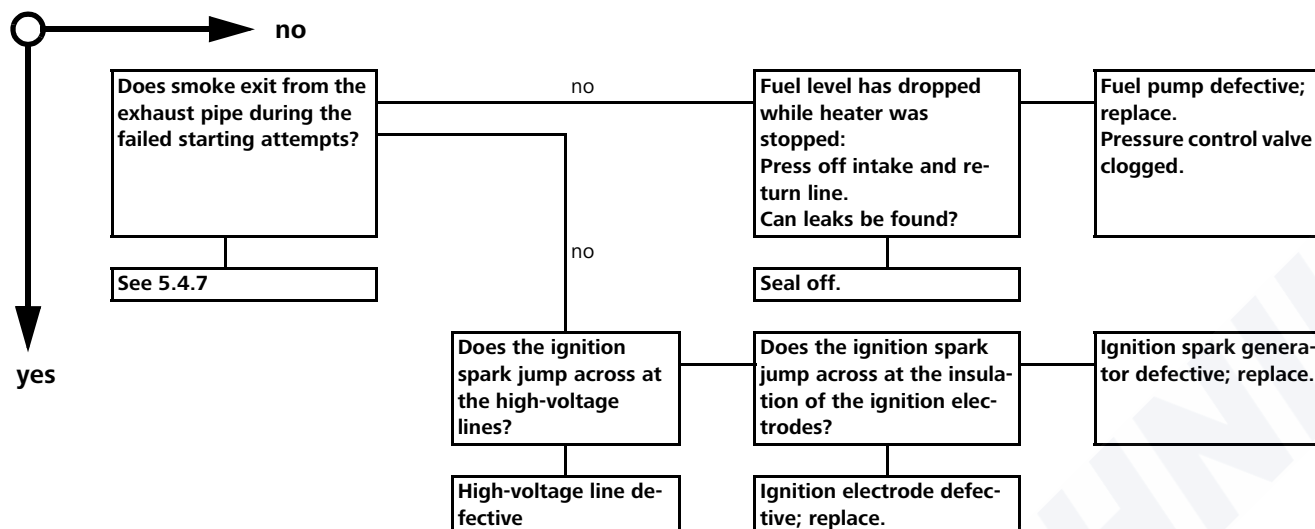 no
yes
Does smoke exit from the
exhaust pipe during the
failed starting attempts?
no
Fuel level has dropped
while heater was
stopped:
Press off intake and re-
turn line.
Can leaks be found?
Fuel pump defective;
replace.
Pressure control valve
clogged.
no
See 5.4.7
Seal off.
Does the ignition
spark jump across at
the high-voltage
lines?
Does the ignition spark
jump across at the insula-
tion of the ignition elec-
trodes?
Ignition spark genera-
tor defective; replace.
High-voltage line de-
fective
Ignition electrode defec-
tive; replace.